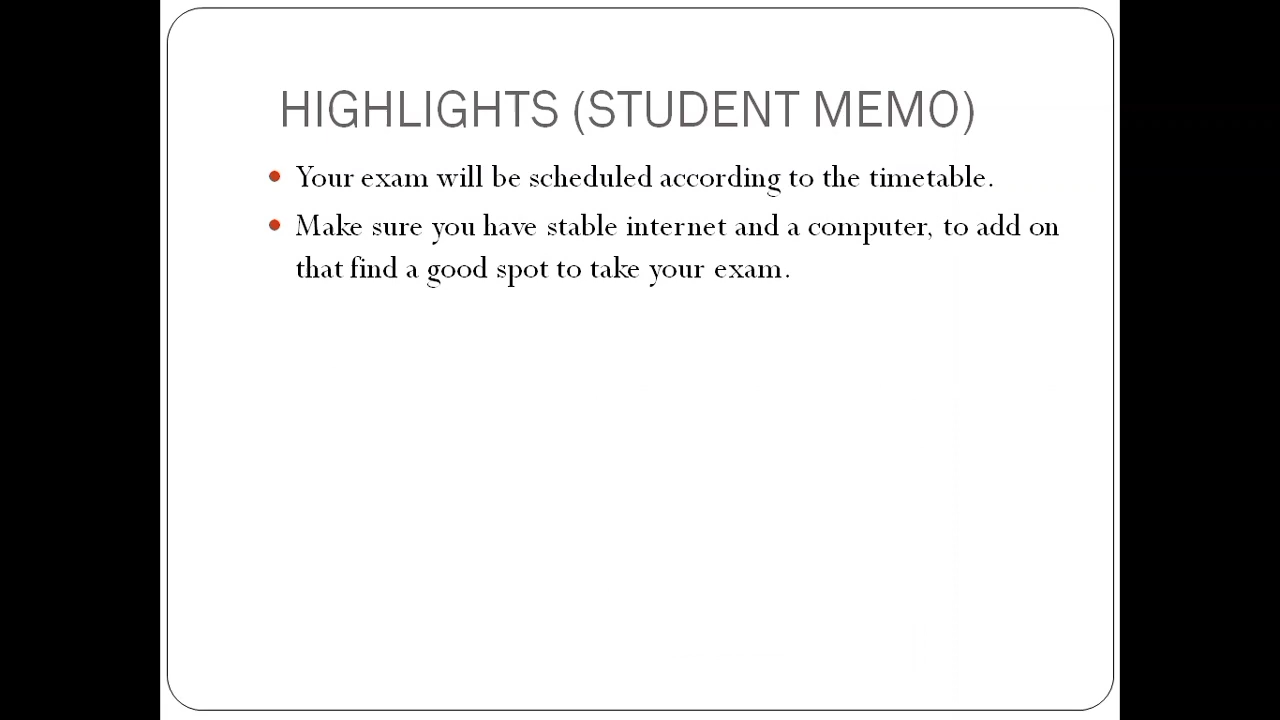 HIGHLIGHTS (STUDENT MEMO)
• Your exam will be scheduled according to the timetable.
• Make sure you have stable internet and a computer, to add on
that find a good spot to take your exam.